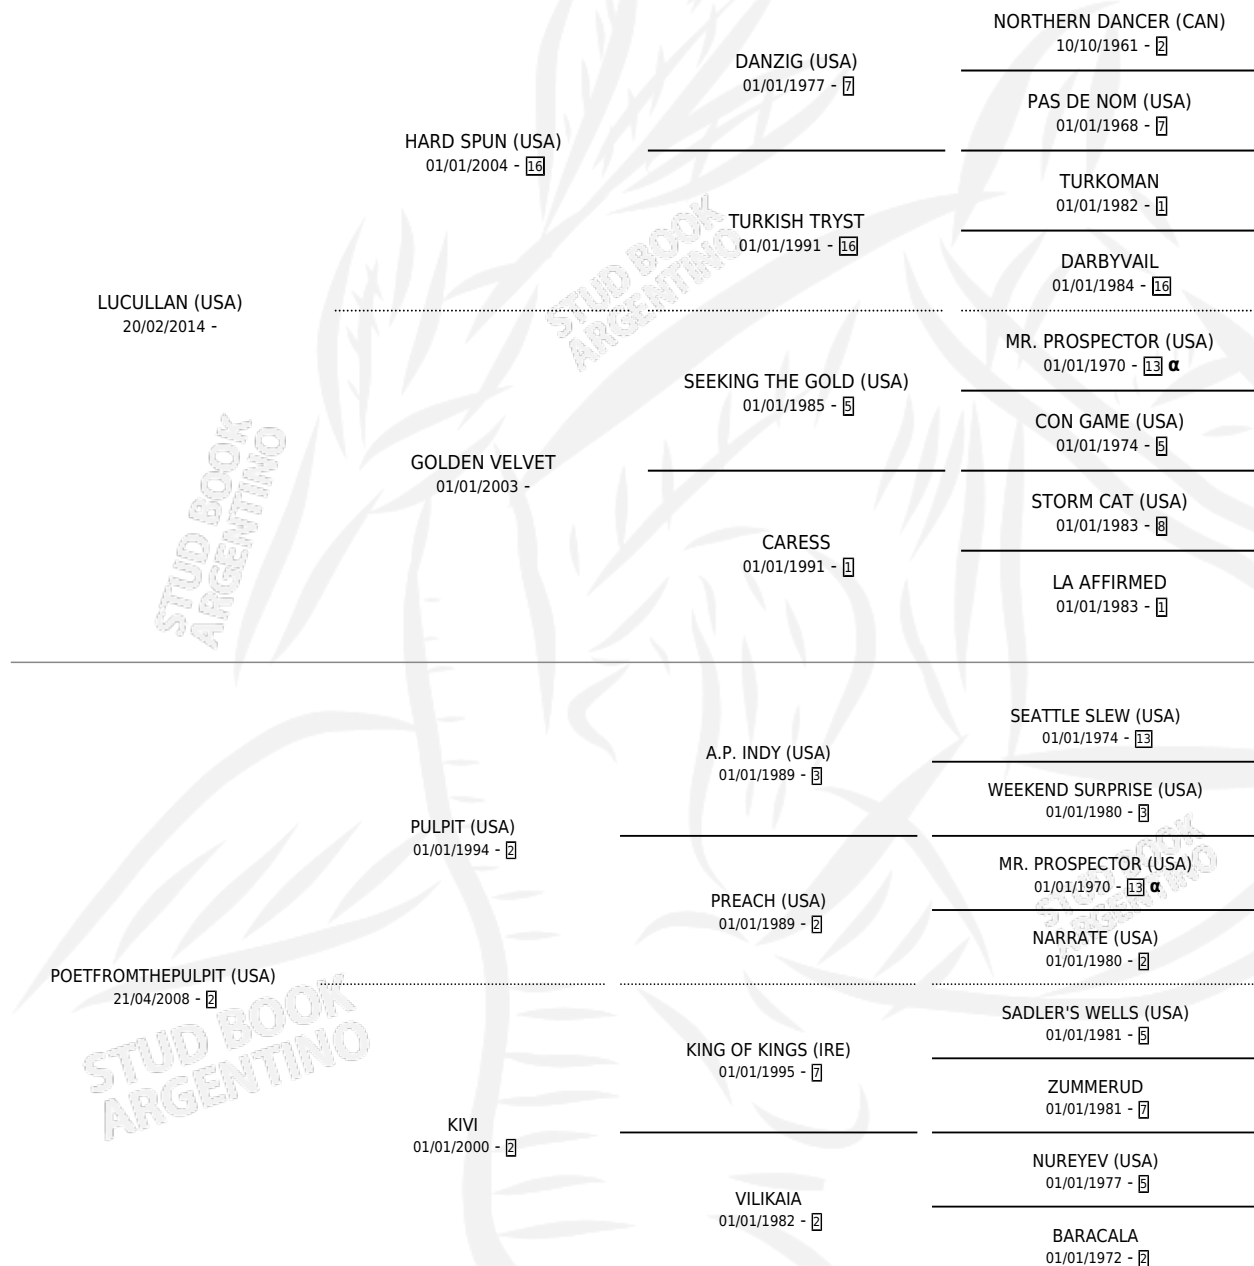 NORTHERN DANCER (CAN)
10/10/1961 - 2
DANZIG (USA)
01/01/1977 - 7
PAS DE NOM (USA)
01/01/1968 - 7
HARD SPUN (USA)
01/01/2004 - 16
TURKOMAN
01/01/1982 - 1
TURKISH TRYST
01/01/1991 - 16
DARBYVAIL
01/01/1984 - 16
LUCULLAN (USA)
20/02/2014 -
MR. PROSPECTOR (USA)
01/01/1970 - 13 α
SEEKING THE GOLD (USA)
01/01/1985 - 5
CON GAME (USA)
01/01/1974 - 5
GOLDEN VELVET
01/01/2003 -
STORM CAT (USA)
01/01/1983 - 8
CARESS
01/01/1991 - 1
LA AFFIRMED
01/01/1983 - 1
SEATTLE SLEW (USA)
01/01/1974 - 13
A.P. INDY (USA)
01/01/1989 - 3
WEEKEND SURPRISE (USA)
01/01/1980 - 3
PULPIT (USA)
01/01/1994 - 2
MR. PROSPECTOR (USA)
01/01/1970 - 13 α
PREACH (USA)
01/01/1989 - 2
NARRATE (USA)
01/01/1980 - 2
POETFROMTHEPULPIT (USA)
21/04/2008 - 2
SADLER'S WELLS (USA)
01/01/1981 - 5
KING OF KINGS (IRE)
01/01/1995 - 7
ZUMMERUD
01/01/1981 - 7
KIVI
01/01/2000 - 2
NUREYEV (USA)
01/01/1977 - 5
VILIKAIA
01/01/1982 - 2
BARACALA
01/01/1972 - 2
STUD BOOK
ARGENTINO
STUD BOOK
ARGENTINO
STUD BOOK
ARGENTINO
STUD BOOK
ARGENTINO